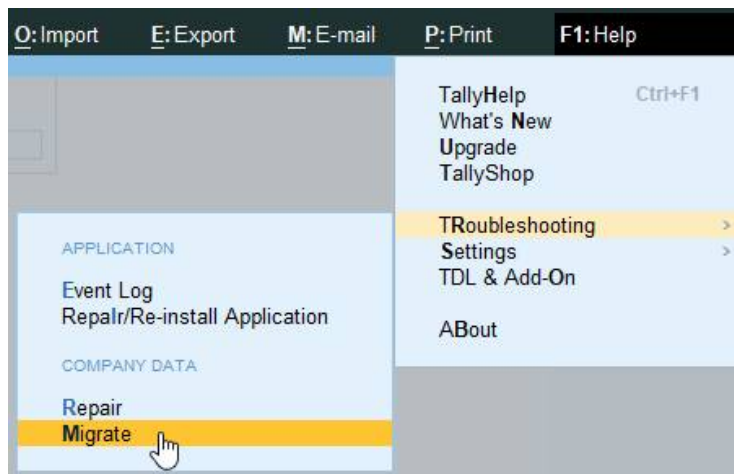 O: Import E: Export M: E-mail P: Print F1: Help
TallyHelp Ctrl+F1
What's New
Upgrade
TallyShop
TRoubleshooting >
Settings >
TDL & Add-On
ABout
APPLICATION
Event Log
RepaIr/Re-install Application
COMPANY DATA
Repair
Migrate